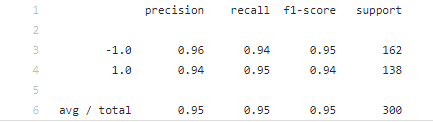 1 precision recall f1-score support
2
3 -1.0 0.96 0.94 0.95 162
4 1.0 0.94 0.95 0.94 138
5
6 avg / total 0.95 0.95 0.95 300